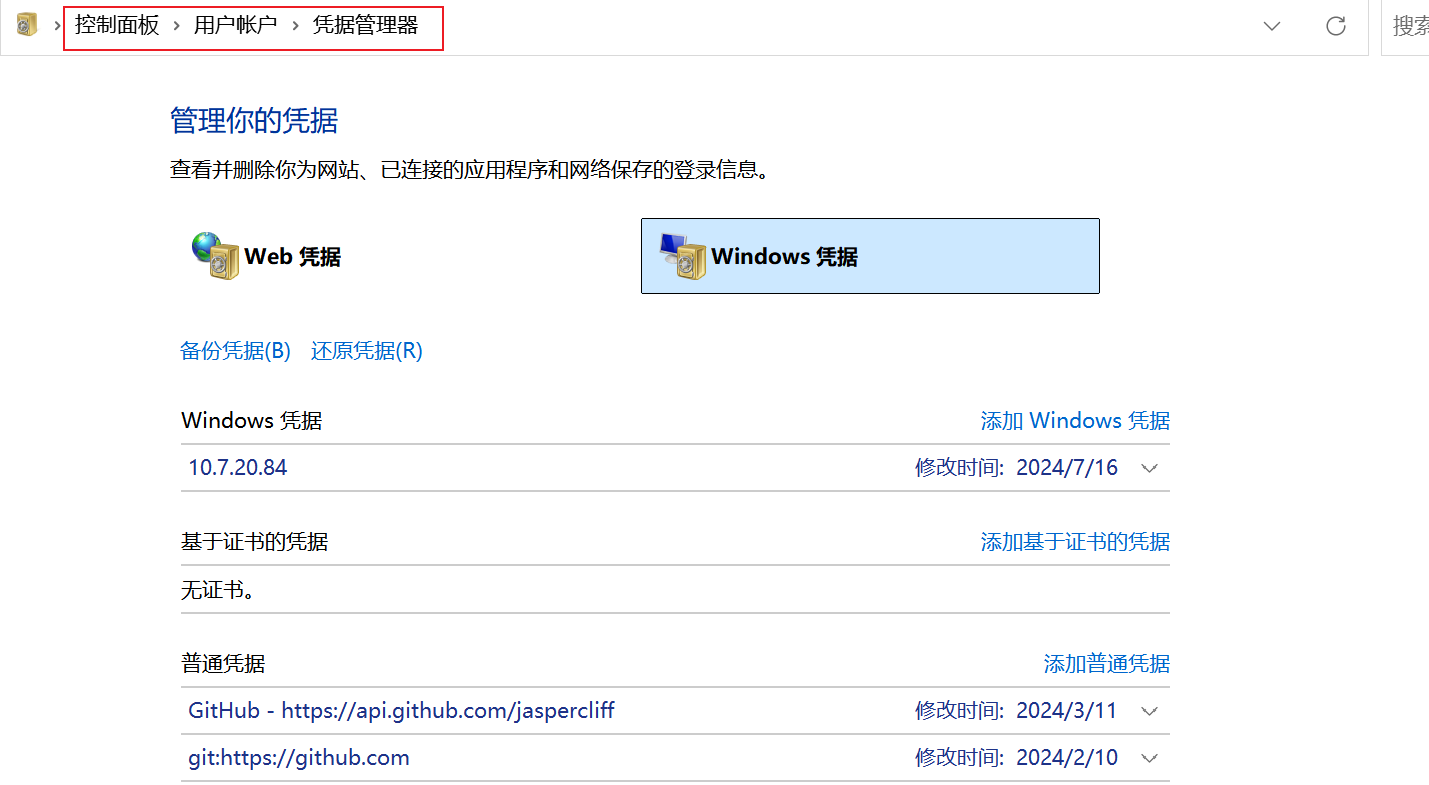 控制面板 › 用户帐户 › 凭据管理器
搜索
管理你的凭据
查看并删除你为网站、已连接的应用程序和网络保存的登录信息。
Web 凭据
Windows 凭据
备份凭据(B) 还原凭据(R)
Windows 凭据 添加 Windows 凭据
10.7.20.84 修改时间: 2024/7/16
基于证书的凭据 添加基于证书的凭据
无证书。
普通凭据 添加普通凭据
GitHub - https://api.github.com/jaspercliff 修改时间: 2024/3/11
git:https://github.com 修改时间: 2024/2/10